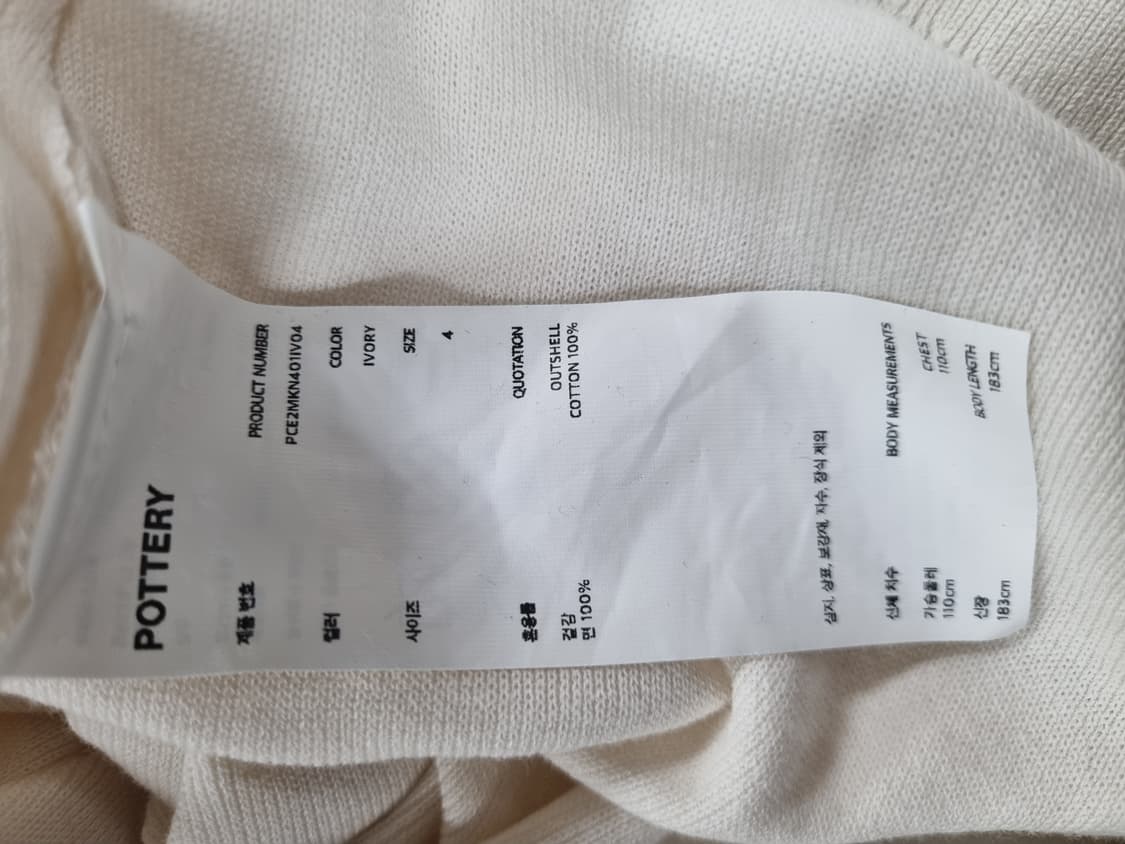 POTTERY
제품 번호 PRODUCT NUMBER
PCE2MKN401IV04
컬러 COLOR
IVORY
사이즈 SIZE
4
혼용률 QUOTATION
겉감 OUTSHELL
면 100% COTTON 100%
심지, 상표, 보강재, 자수, 장식 제외
신체 치수 BODY MEASUREMENTS
가슴둘레 CHEST
110cm 110cm
신장 BODY LENGTH
183cm 183cm